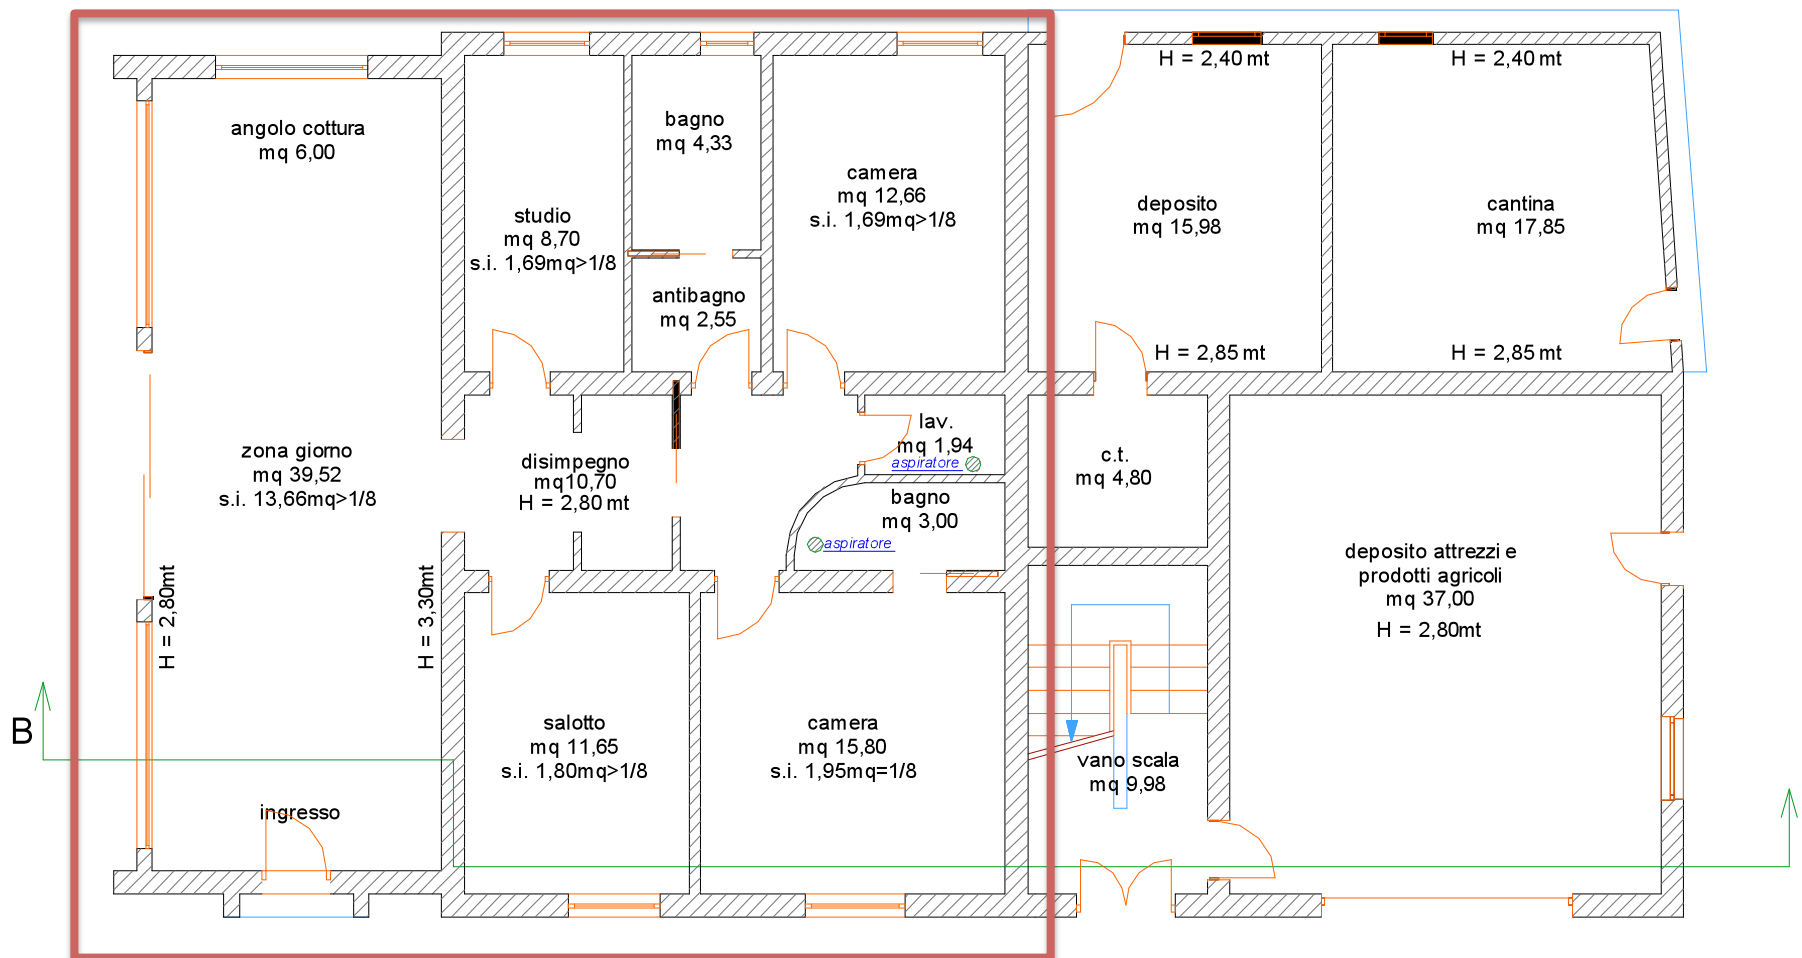 H = 2,40 mt
H = 2,40 mt
angolo cottura
mq 6,00
bagno
mq 4,33
camera
mq 12,66
s.i. 1,69mq>1/8
studio
mq 8,70
s.i. 1,69mq>1/8
deposito
mq 15,98
cantina
mq 17,85
antibagno
mq 2,55
H = 2,85 mt
H = 2,85 mt
zona giorno
mq 39,52
s.i. 13,66mq>1/8
disimpegno
mq10,70
H = 2,80 mt
lav.
mq 1,94
aspiratore
bagno
mq 3,00
aspiratore
c.t.
mq 4,80
deposito attrezzi e
prodotti agricoli
mq 37,00
H = 2,80mt
H = 2,80mt
H = 3,30mt
B
salotto
mq 11,65
s.i. 1,80mq>1/8
camera
mq 15,80
s.i. 1,95mq=1/8
vano scala
mq 9,98
ingresso